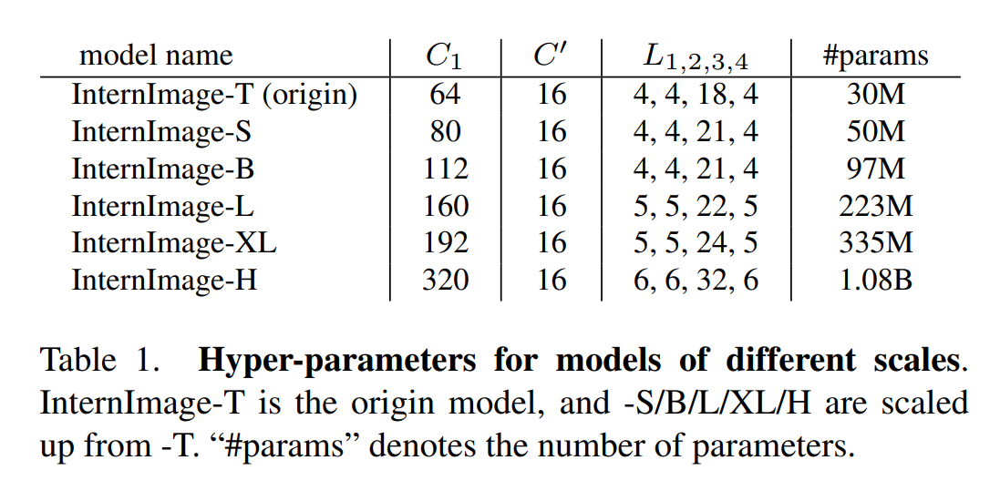 model name C₁ C′ L₁,₂,₃,₄ #params
InternImage-T (origin) 64 16 4, 4, 18, 4 30M
InternImage-S 80 16 4, 4, 21, 4 50M
InternImage-B 112 16 4, 4, 21, 4 97M
InternImage-L 160 16 5, 5, 22, 5 223M
InternImage-XL 192 16 5, 5, 24, 5 335M
InternImage-H 320 16 6, 6, 32, 6 1.08B
Table 1. Hyper-parameters for models of different scales.
InternImage-T is the origin model, and -S/B/L/XL/H are scaled
up from -T. “#params” denotes the number of parameters.